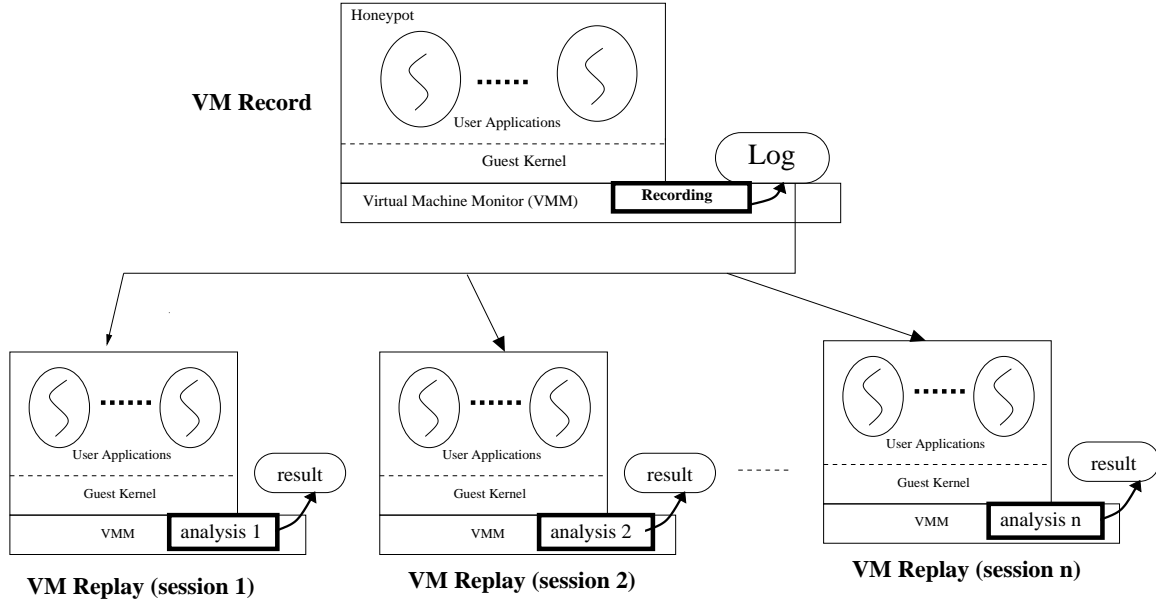 Honeypot
VM Record
User Applications
Guest Kernel
Log
Virtual Machine Monitor (VMM)
Recording
User Applications
Guest Kernel
result
VMM
analysis 1
VM Replay (session 1)
User Applications
Guest Kernel
result
VMM
analysis 2
VM Replay (session 2)
User Applications
Guest Kernel
result
VMM
analysis n
VM Replay (session n)